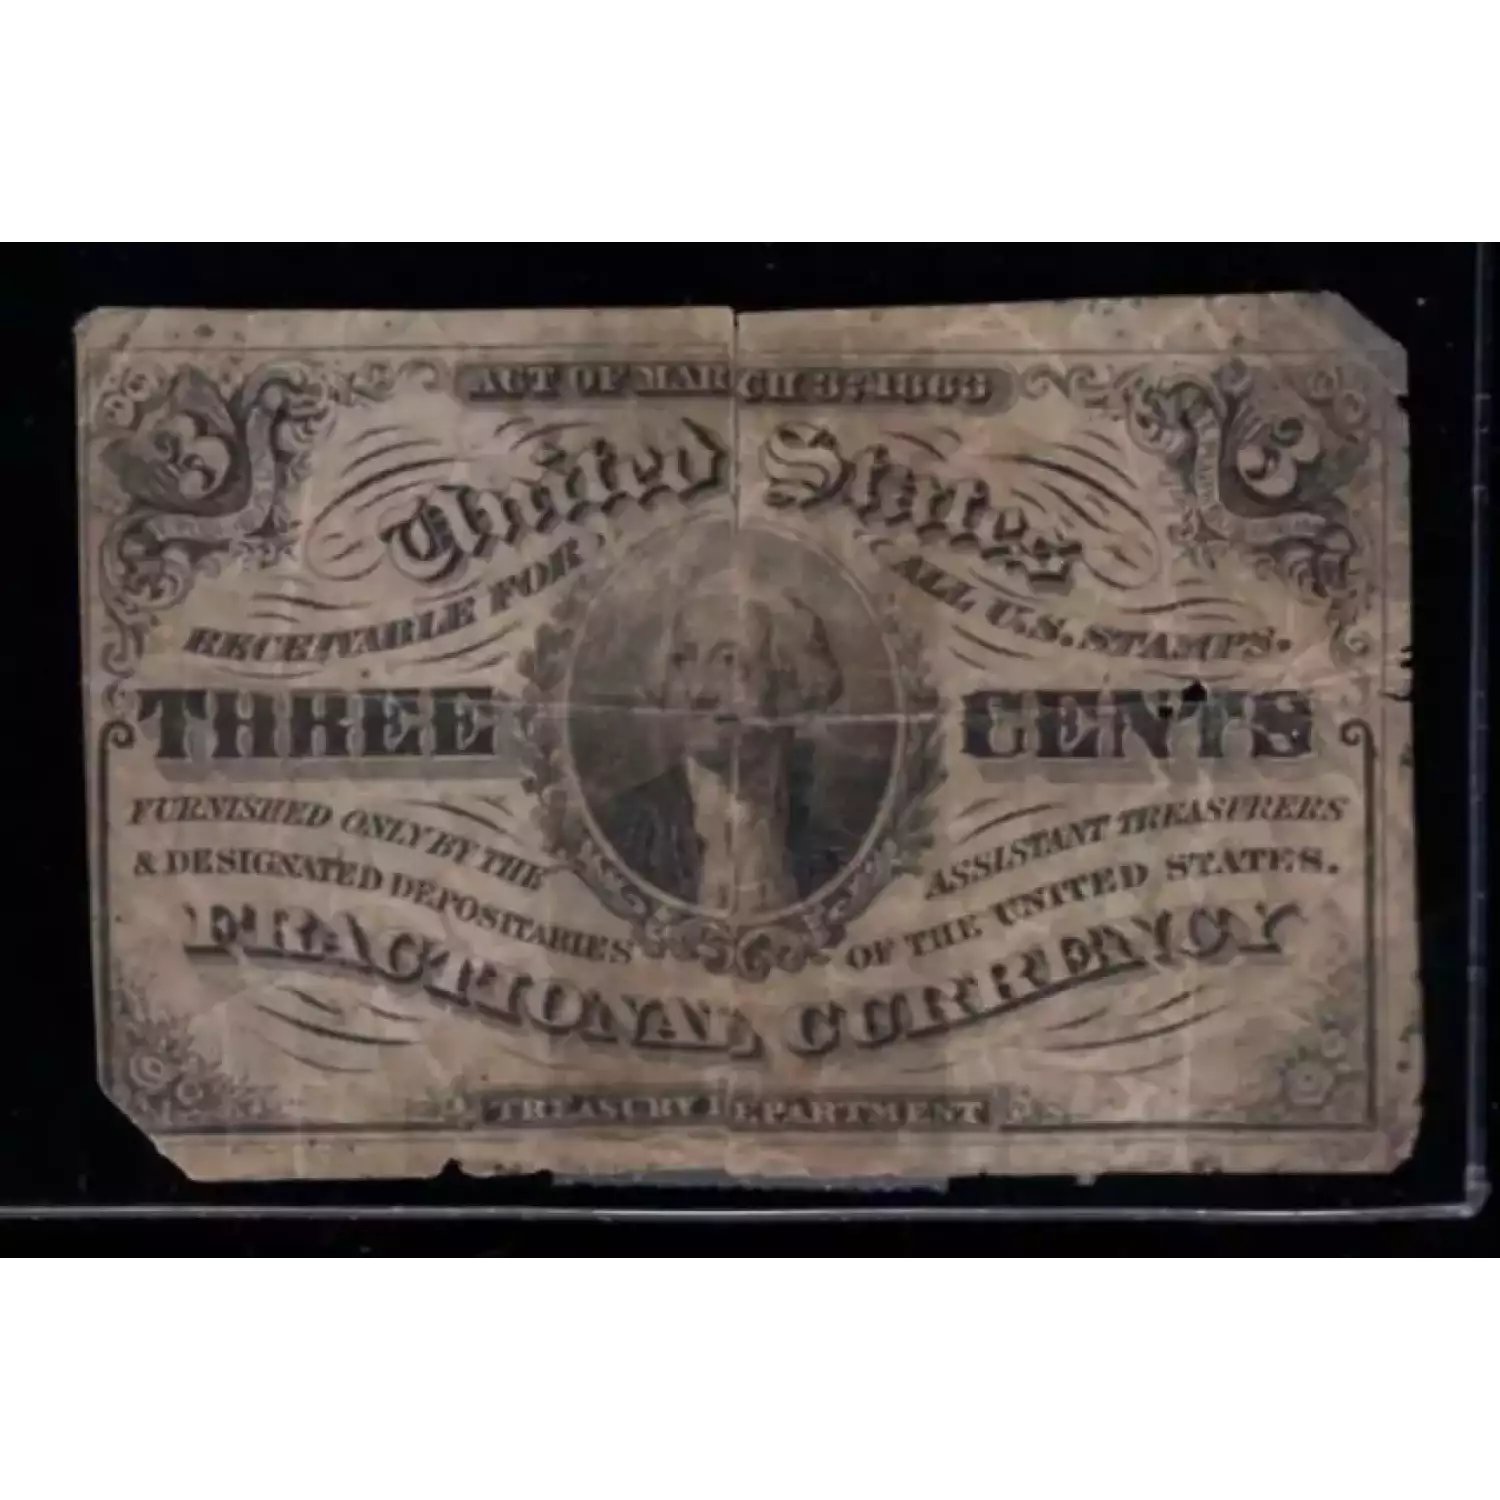 ACT OF MARCH 3, 1863
3
3
United States
RECEIVABLE FOR
ALL U.S. STAMPS.
THREE CENTS
FURNISHED ONLY BY THE
ASSISTANT TREASURERS
& DESIGNATED DEPOSITARIES
OF THE UNITED STATES.
FRACTIONAL CURRENCY
TREASURY DEPARTMENT